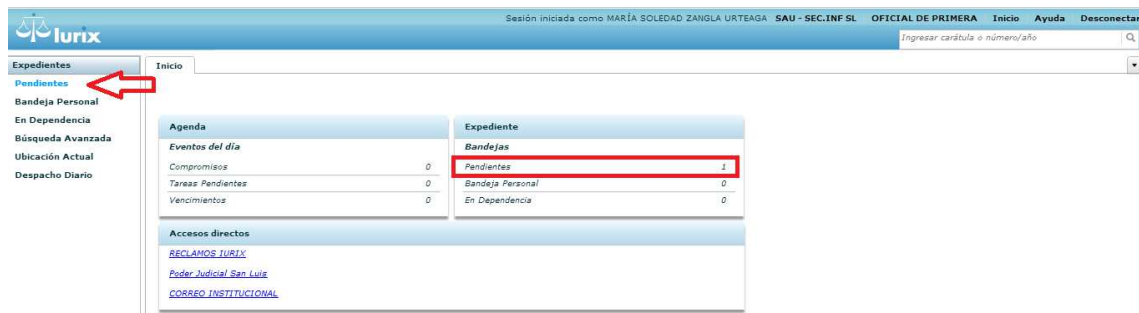 Sesión iniciada como MARÍA SOLEDAD ZANGLA URTEAGA SAU - SEC.INF SL OFICIAL DE PRIMERA Inicio Ayuda Desconectar
Iurix
Ingresar carátula o número/año
Expedientes
Pendientes
Bandeja Personal
En Dependencia
Búsqueda Avanzada
Ubicación Actual
Despacho Diario
Inicio
Agenda
Eventos del día
Compromisos 0
Tareas Pendientes 0
Vencimientos 0
Expediente
Bandejas
Pendientes 1
Bandeja Personal 0
En Dependencia 0
Accesos directos
RECLAMOS IURIX
Poder Judicial San Luis
CORREO INSTITUCIONAL